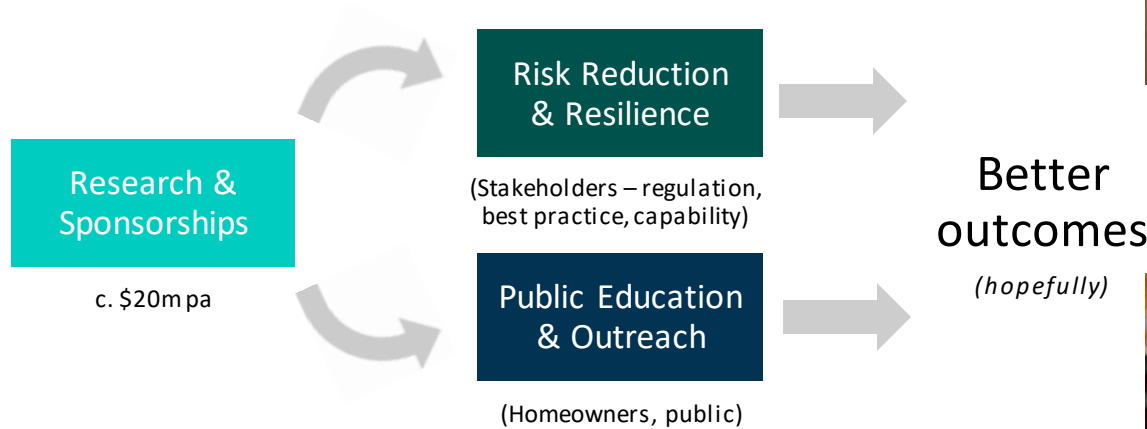 Research &
Sponsorships
c. $20m pa
Risk Reduction
& Resilience
(Stakeholders – regulation,
best practice, capability)
Public Education
& Outreach
(Homeowners, public)
Better
outcomes
(hopefully)